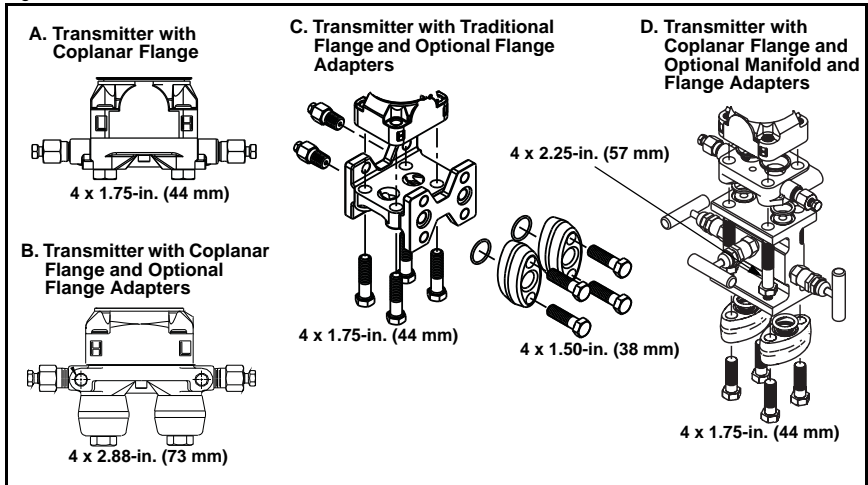 A. Transmitter with
Coplanar Flange
4 x 1.75-in. (44 mm)
B. Transmitter with Coplanar
Flange and Optional
Flange Adapters
4 x 2.88-in. (73 mm)
C. Transmitter with Traditional
Flange and Optional Flange
Adapters
4 x 1.75-in. (44 mm)
4 x 1.50-in. (38 mm)
D. Transmitter with
Coplanar Flange and
Optional Manifold and
Flange Adapters
4 x 2.25-in. (57 mm)
4 x 1.75-in. (44 mm)